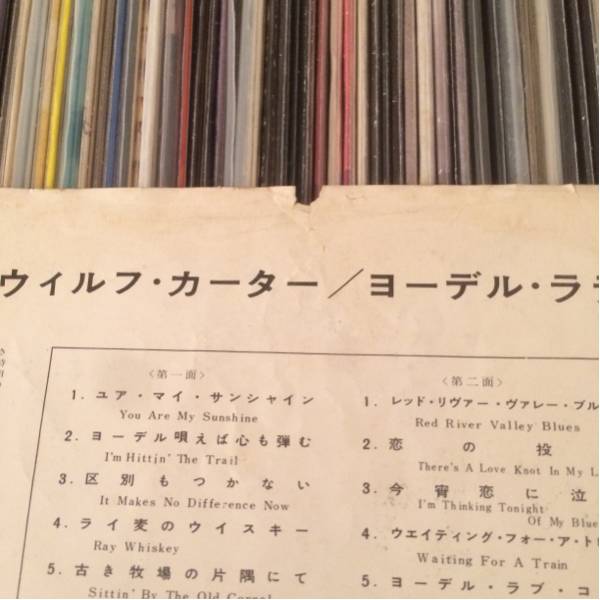 ウィルフ・カーター／ヨーデル・ラ
〈第一面〉
1. ユア・マイ・サンシャイン
You Are My Sunshine
2. ヨーデル唄えば心も弾む
I'm Hittin' The Trail
3. 区別もつかない
It Makes No Difference Now
4. ライ麦のウイスキー
Ray Whiskey
5. 古き牧場の片隅にて
Sittin' By The Old Corral
〈第二面〉
1. レッド・リヴァー・ヴァレー・ブル
Red River Valley Blues
2. 恋の投
There's A Love Knot In My L
3. 今宵恋に泣
I'm Thinking Tonight
Of My Blue
4. ウエイティング・フォー・ア・ト
Waiting For A Train
5. ヨーデル・ラブ・コ